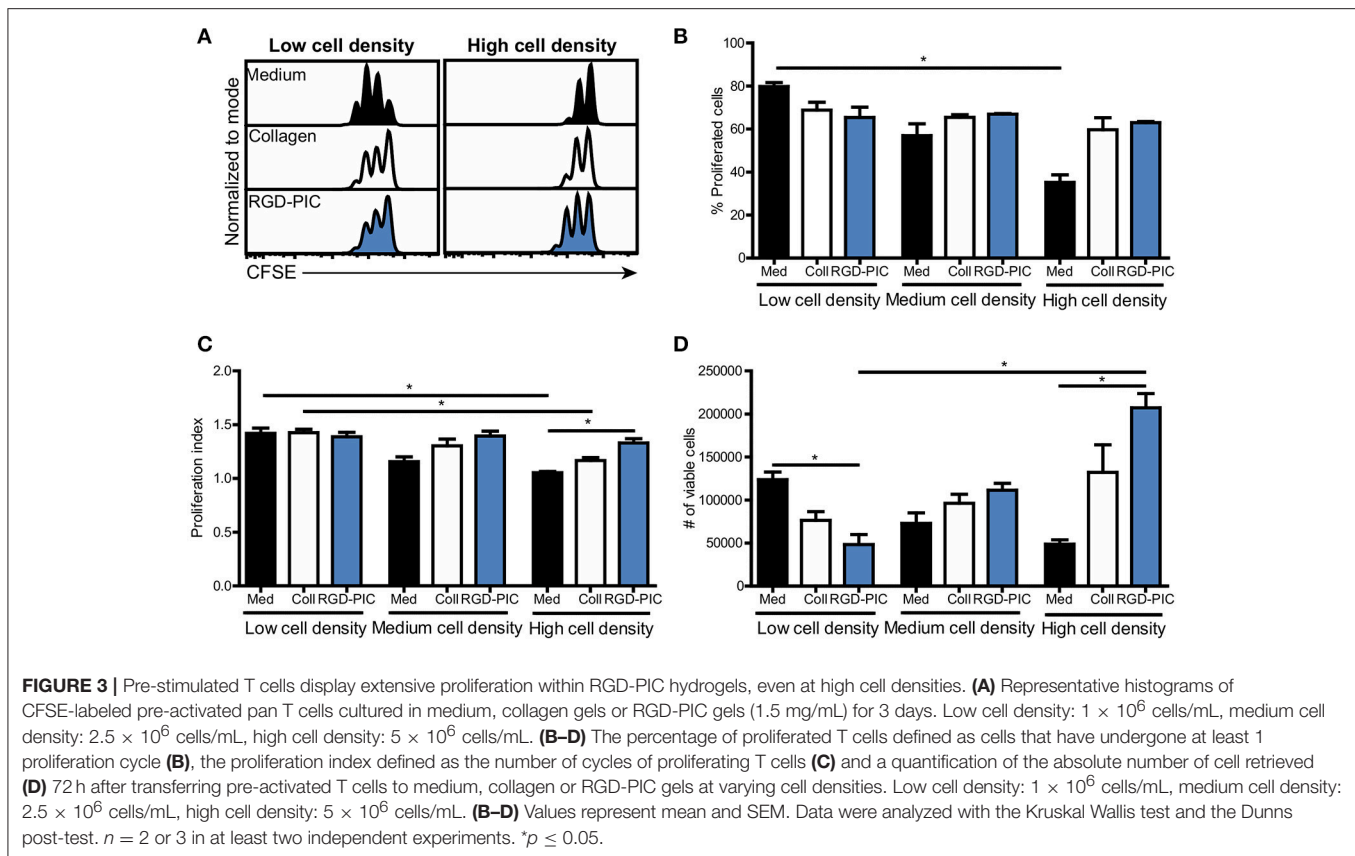 A
Low cell density High cell density
Medium
Collagen
RGD-PIC
Normalized to mode
CFSE
B
% Proliferated cells
100
80
60
40
20
0
*
Med Coll RGD-PIC Med Coll RGD-PIC Med Coll RGD-PIC
Low cell density Medium cell density High cell density
C
Proliferation index
2.0
1.5
1.0
0.5
0.0
*
*
*
Med Coll RGD-PIC Med Coll RGD-PIC Med Coll RGD-PIC
Low cell density Medium cell density High cell density
D
# of viable cells
250000
200000
150000
100000
50000
0
*
*
*
Med Coll RGD-PIC Med Coll RGD-PIC Med Coll RGD-PIC
Low cell density Medium cell density High cell density
FIGURE 3 | Pre-stimulated T cells display extensive proliferation within RGD-PIC hydrogels, even at high cell densities. (A) Representative histograms of
CFSE-labeled pre-activated pan T cells cultured in medium, collagen gels or RGD-PIC gels (1.5 mg/mL) for 3 days. Low cell density: 1 × 10⁶ cells/mL, medium cell
density: 2.5 × 10⁶ cells/mL, high cell density: 5 × 10⁶ cells/mL. (B–D) The percentage of proliferated T cells defined as cells that have undergone at least 1
proliferation cycle (B), the proliferation index defined as the number of cycles of proliferating T cells (C) and a quantification of the absolute number of cell retrieved
(D) 72 h after transferring pre-activated T cells to medium, collagen or RGD-PIC gels at varying cell densities. Low cell density: 1 × 10⁶ cells/mL, medium cell density:
2.5 × 10⁶ cells/mL, high cell density: 5 × 10⁶ cells/mL. (B–D) Values represent mean and SEM. Data were analyzed with the Kruskal Wallis test and the Dunns
post-test. n = 2 or 3 in at least two independent experiments. *p ≤ 0.05.